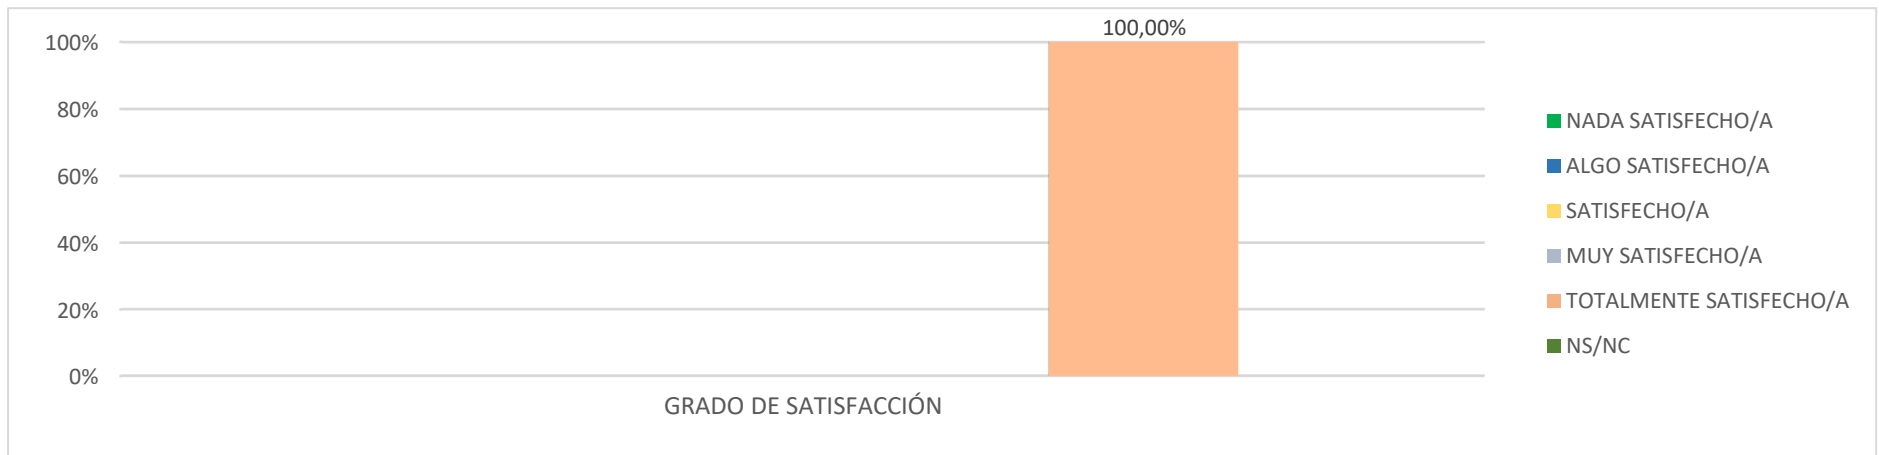 100,00%
100%
80%
60%
40%
20%
0%
GRADO DE SATISFACCIÓN
NADA SATISFECHO/A
ALGO SATISFECHO/A
SATISFECHO/A
MUY SATISFECHO/A
TOTALMENTE SATISFECHO/A
NS/NC